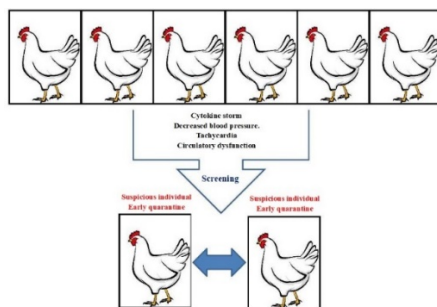 Cytokine storm
Decreased blood pressure.
Tachycardia
Circulatory dysfunction
Screening
Suspicious individual
Early quarantine
Suspicious individual
Early quarantine